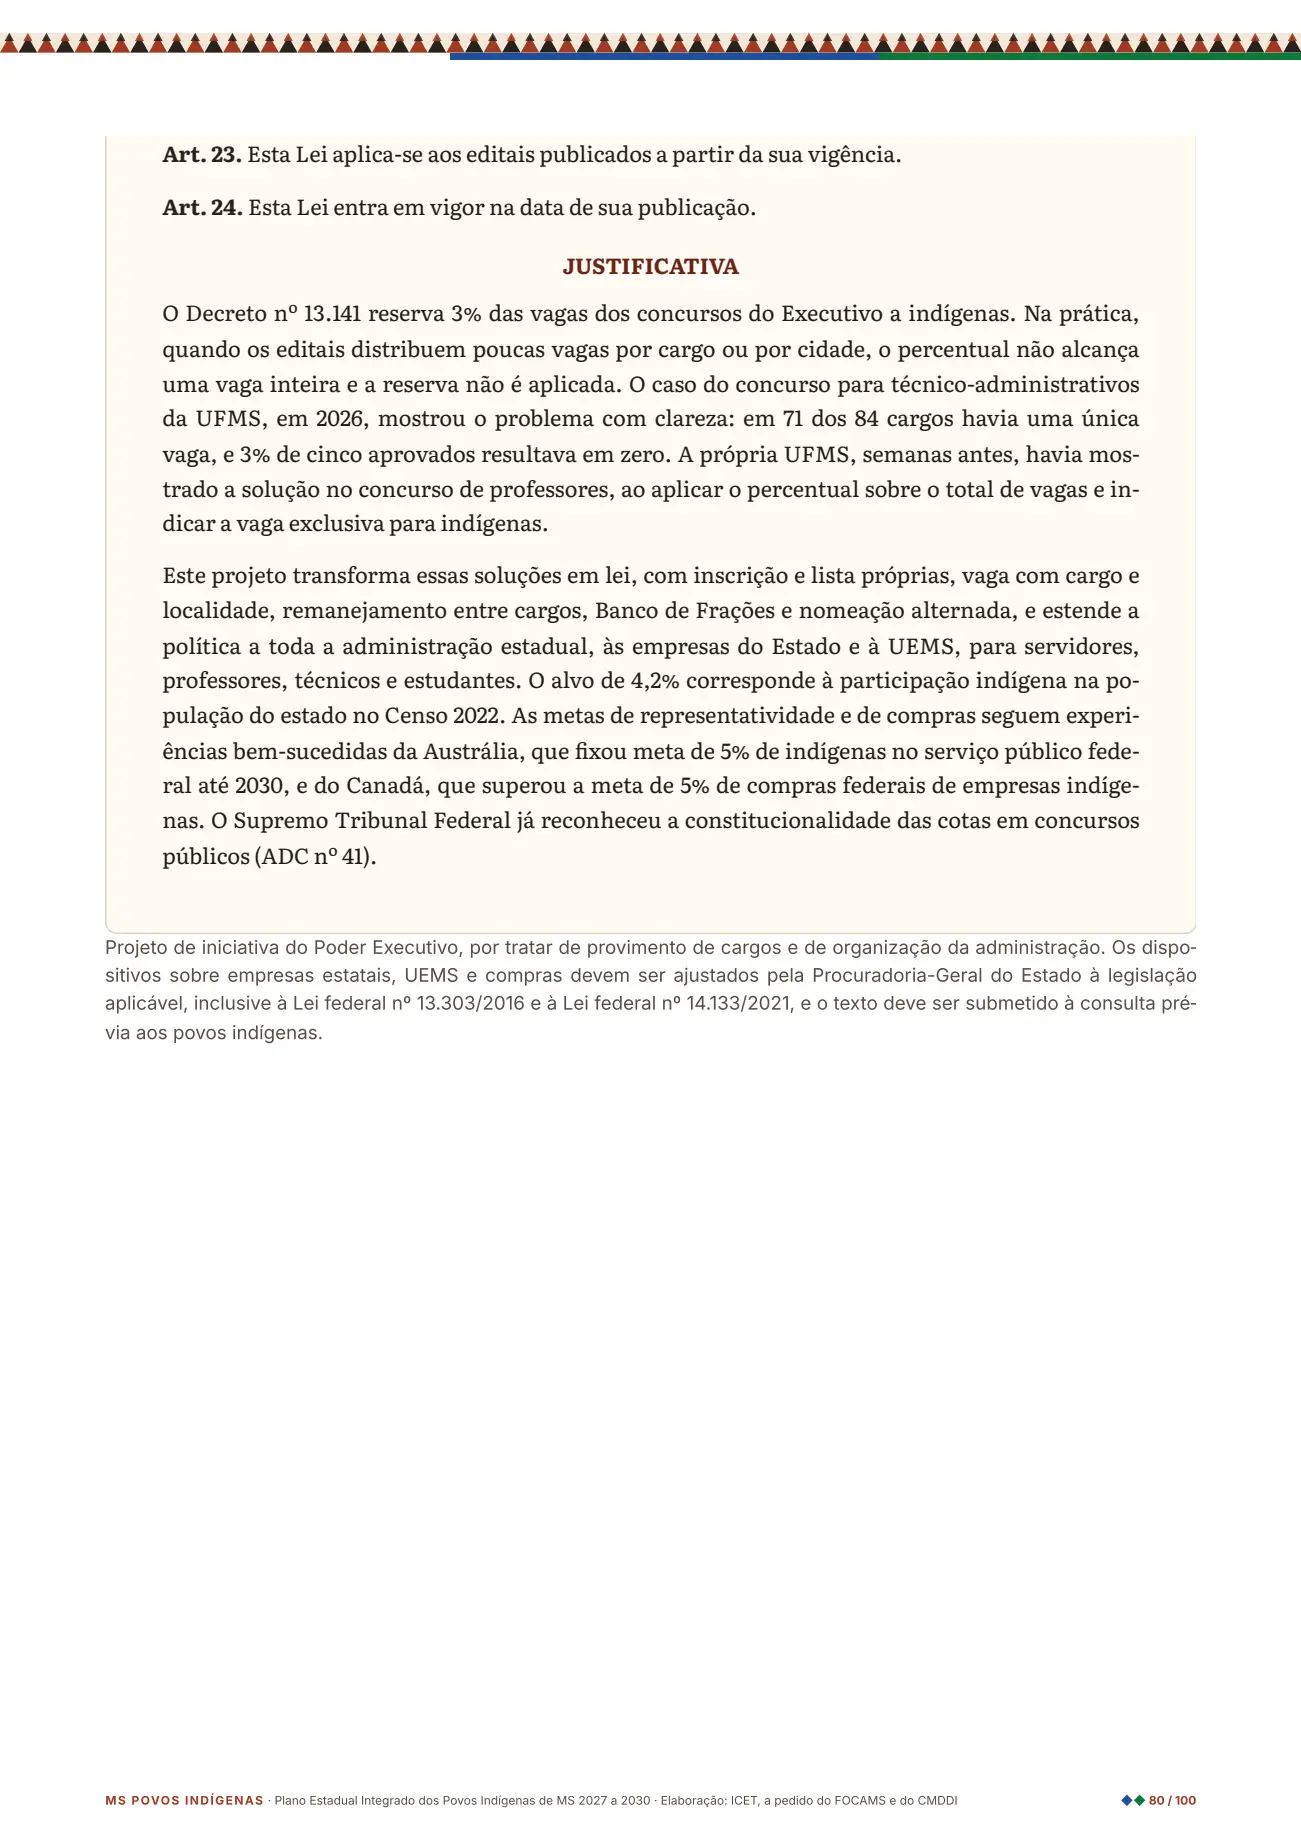 Art. 23. Esta Lei aplica-se aos editais publicados a partir da sua vigência.
Art. 24. Esta Lei entra em vigor na data de sua publicação.
JUSTIFICATIVA
O Decreto nº 13.141 reserva 3% das vagas dos concursos do Executivo a indígenas. Na prática,
quando os editais distribuem poucas vagas por cargo ou por cidade, o percentual não alcança
uma vaga inteira e a reserva não é aplicada. O caso do concurso para técnico-administrativos
da UFMS, em 2026, mostrou o problema com clareza: em 71 dos 84 cargos havia uma única
vaga, e 3% de cinco aprovados resultava em zero. A própria UFMS, semanas antes, havia mos-
trado a solução no concurso de professores, ao aplicar o percentual sobre o total de vagas e in-
dicar a vaga exclusiva para indígenas.
Este projeto transforma essas soluções em lei, com inscrição e lista próprias, vaga com cargo e
localidade, remanejamento entre cargos, Banco de Frações e nomeação alternada, e estende a
política a toda a administração estadual, às empresas do Estado e à UEMS, para servidores,
professores, técnicos e estudantes. O alvo de 4,2% corresponde à participação indígena na po-
pulação do estado no Censo 2022. As metas de representatividade e de compras seguem experi-
ências bem-sucedidas da Austrália, que fixou meta de 5% de indígenas no serviço público fede-
ral até 2030, e do Canadá, que superou a meta de 5% de compras federais de empresas indíge-
nas. O Supremo Tribunal Federal já reconheceu a constitucionalidade das cotas em concursos
públicos (ADC nº 41).
Projeto de iniciativa do Poder Executivo, por tratar de provimento de cargos e de organização da administração. Os dispo-
sitivos sobre empresas estatais, UEMS e compras devem ser ajustados pela Procuradoria-Geral do Estado à legislação
aplicável, inclusive à Lei federal nº 13.303/2016 e à Lei federal nº 14.133/2021, e o texto deve ser submetido à consulta pré-
via aos povos indígenas.
MS POVOS INDÍGENAS · Plano Estadual Integrado dos Povos Indígenas de MS 2027 a 2030 · Elaboração: ICET, a pedido do FOCAMS e do CMDDI
80 / 100